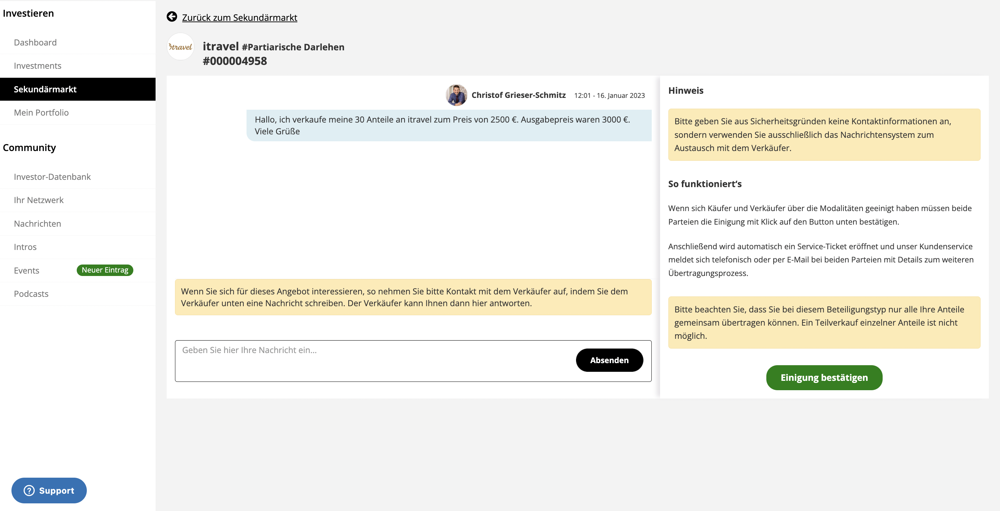 Investieren
Dashboard
Investments
Sekundärmarkt
Mein Portfolio
Community
Investor-Datenbank
Ihr Netzwerk
Nachrichten
Intros
Events
Neuer Eintrag
Podcasts
Support
Zurück zum Sekundärmarkt
itravel
itravel #Partiarische Darlehen
#000004958
Christof Grieser-Schmitz 12:01 - 16. Januar 2023
Hallo, ich verkaufe meine 30 Anteile an itravel zum Preis von 2500 €. Ausgabepreis waren 3000 €.
Viele Grüße
Wenn Sie sich für dieses Angebot interessieren, so nehmen Sie bitte Kontakt mit dem Verkäufer auf, indem Sie dem
Verkäufer unten eine Nachricht schreiben. Der Verkäufer kann Ihnen dann hier antworten.
Geben Sie hier Ihre Nachricht ein...
Absenden
Hinweis
Bitte geben Sie aus Sicherheitsgründen keine Kontaktinformationen an,
sondern verwenden Sie ausschließlich das Nachrichtensystem zum
Austausch mit dem Verkäufer.
So funktioniert‘s
Wenn sich Käufer und Verkäufer über die Modalitäten geeinigt haben müssen beide
Parteien die Einigung mit Klick auf den Button unten bestätigen.
Anschließend wird automatisch ein Service-Ticket eröffnet und unser Kundenservice
meldet sich telefonisch oder per E-Mail bei beiden Parteien mit Details zum weiteren
Übertragungsprozess.
Bitte beachten Sie, dass Sie bei diesem Beteiligungstyp nur alle Ihre Anteile
gemeinsam übertragen können. Ein Teilverkauf einzelner Anteile ist nicht
möglich.
Einigung bestätigen